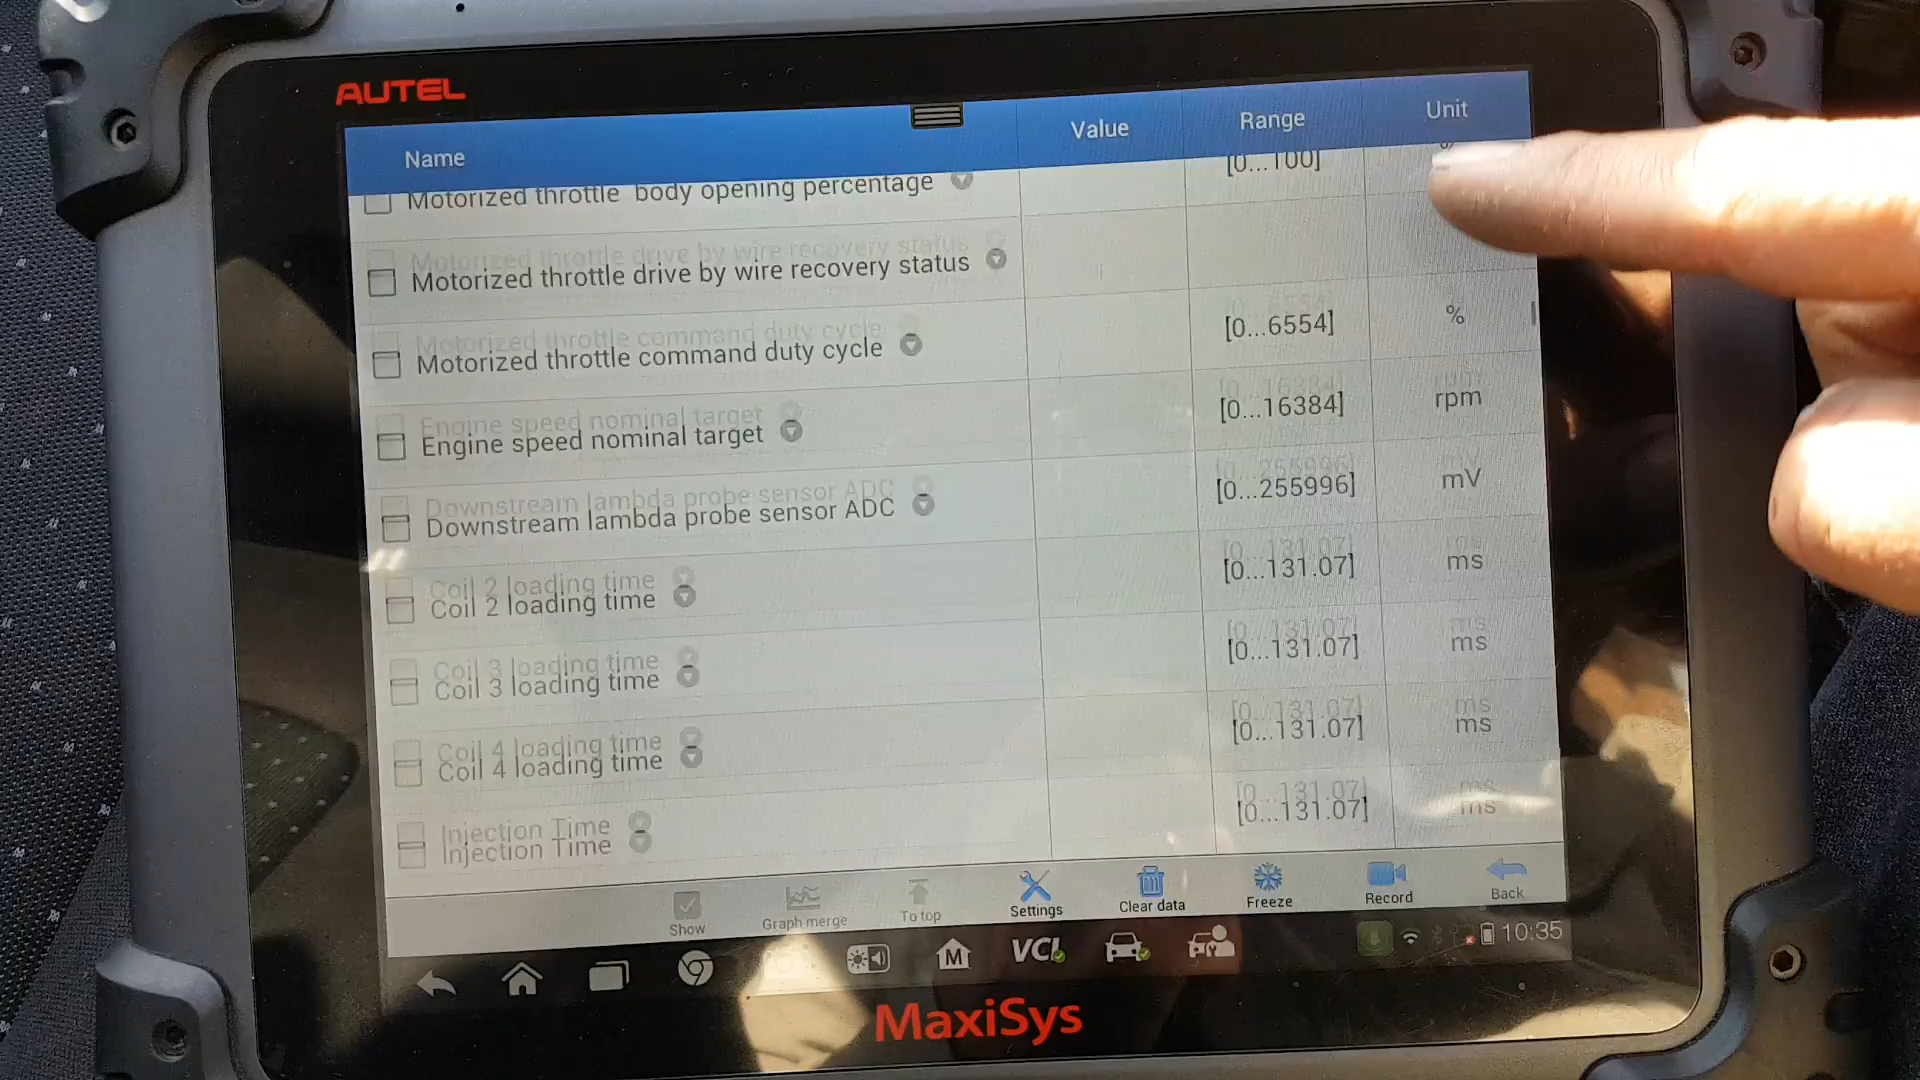 AUTEL
Name Value Range Unit
Motorized throttle body opening percentage [0...100]
Motorized throttle drive by wire recovery status
Motorized throttle command duty cycle [0...6554] %
Engine speed nominal target [0...16384] rpm
Downstream lambda probe sensor ADC [0...255996] mV
Coil 2 loading time [0...131.07] ms
Coil 3 loading time [0...131.07] ms
Coil 4 loading time [0...131.07] ms
Injection Time [0...131.07] ms
Show Graph merge To top Settings Clear data Freeze Record Back
M VCI 10:35
MaxiSys